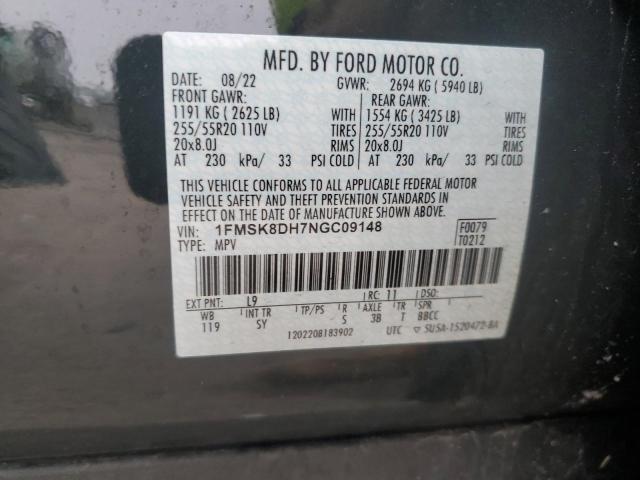 MFD. BY FORD MOTOR CO.
DATE: 08/22 GVWR: 2694 KG ( 5940 LB)
FRONT GAWR: REAR GAWR:
1191 KG ( 2625 LB) WITH 1554 KG ( 3425 LB) WITH
255/55R20 110V TIRES 255/55R20 110V TIRES
20x8.0J RIMS 20x8.0J RIMS
AT 230 kPa/ 33 PSI COLD AT 230 kPa/ 33 PSI COLD
THIS VEHICLE CONFORMS TO ALL APPLICABLE FEDERAL MOTOR
VEHICLE SAFETY AND THEFT PREVENTION STANDARDS IN
EFFECT ON THE DATE OF MANUFACTURE SHOWN ABOVE.
VIN: 1FMSK8DH7NGC09148 F0079
TYPE: MPV T0212
EXT PNT: L9 RC: 11 DSO:
WB INT TR TP/PS R AXLE TR SPR
119 SY S 3B T BBCC
1202208183902 UTC ▽ SU5A-1520472-BA